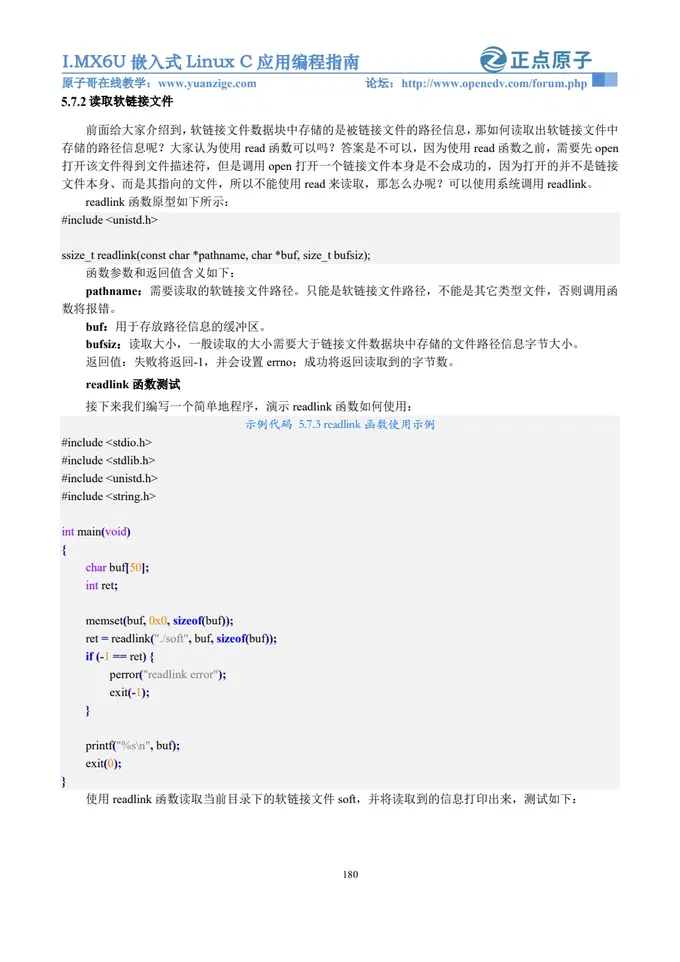 I.MX6U 嵌入式 Linux C 应用编程指南
正点原子
原子哥在线教学：www.yuanzige.com 论坛：http://www.openedv.com/forum.php
5.7.2 读取软链接文件
前面给大家介绍到，软链接文件数据块中存储的是被链接文件的路径信息，那如何读取出软链接文件中
存储的路径信息呢？大家认为使用 read 函数可以吗？答案是不可以，因为使用 read 函数之前，需要先 open
打开该文件得到文件描述符，但是调用 open 打开一个链接文件本身是不会成功的，因为打开的并不是链接
文件本身、而是其指向的文件，所以不能使用 read 来读取，那怎么办呢？可以使用系统调用 readlink。
readlink 函数原型如下所示：
#include <unistd.h>
ssize_t readlink(const char *pathname, char *buf, size_t bufsiz);
函数参数和返回值含义如下：
pathname：需要读取的软链接文件路径。只能是软链接文件路径，不能是其它类型文件，否则调用函
数将报错。
buf：用于存放路径信息的缓冲区。
bufsiz：读取大小，一般读取的大小需要大于链接文件数据块中存储的文件路径信息字节大小。
返回值：失败将返回-1，并会设置 errno；成功将返回读取到的字节数。
readlink 函数测试
接下来我们编写一个简单地程序，演示 readlink 函数如何使用：
示例代码 5.7.3 readlink 函数使用示例
#include <stdio.h>
#include <stdlib.h>
#include <unistd.h>
#include <string.h>
int main(void)
{
char buf[50];
int ret;
memset(buf, 0x0, sizeof(buf));
ret = readlink("./soft", buf, sizeof(buf));
if (-1 == ret) {
perror("readlink error");
exit(-1);
}
printf("%s\n", buf);
exit(0);
}
使用 readlink 函数读取当前目录下的软链接文件 soft，并将读取到的信息打印出来，测试如下：
180